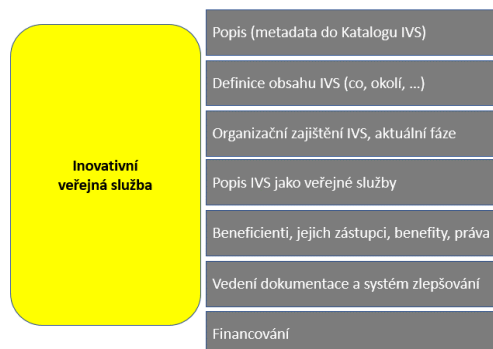 Inovativní
veřejná služba
Popis (metadata do Katalogu IVS)
Definice obsahu IVS (co, okolí, ...)
Organizační zajištění IVS, aktuální fáze
Popis IVS jako veřejné služby
Beneficienti, jejich zástupci, benefity, práva
Vedení dokumentace a systém zlepšování
Financování